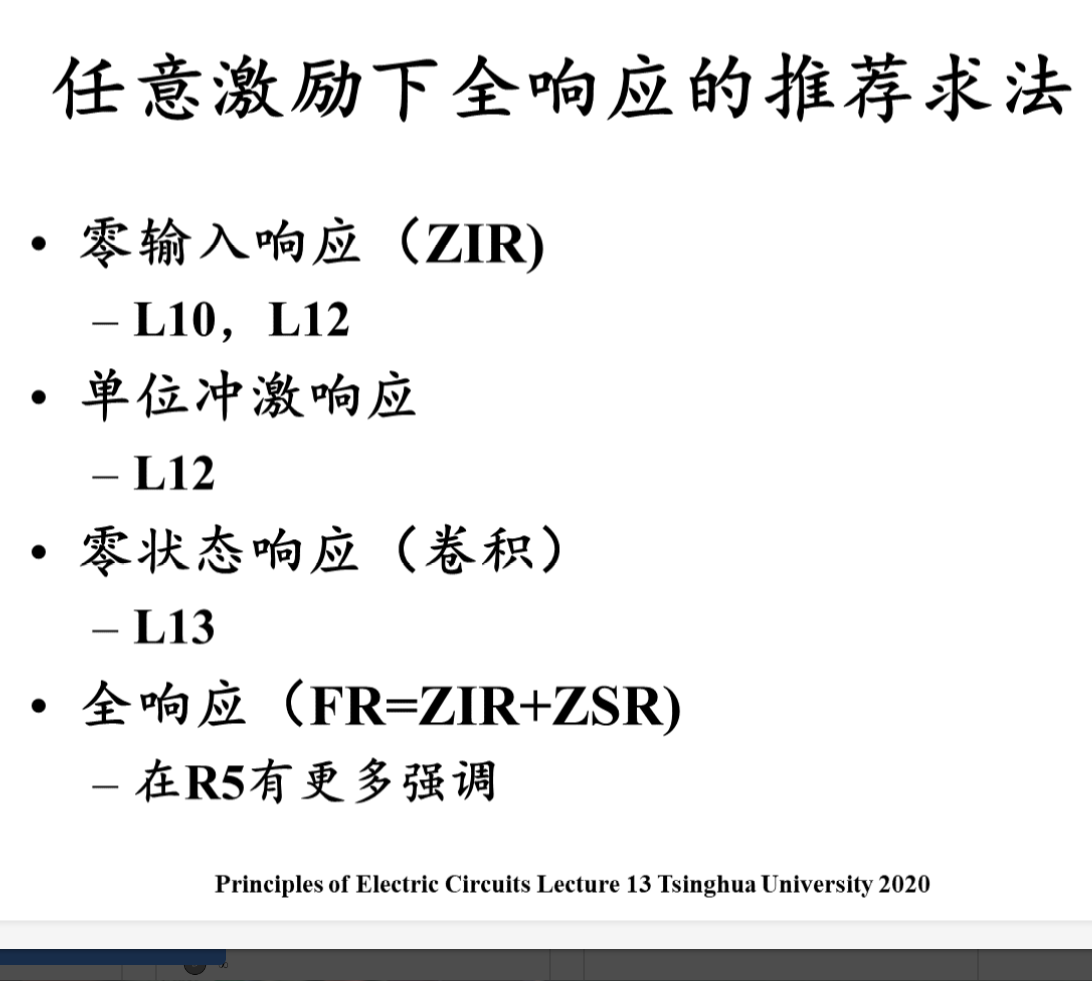 任意激励下全响应的推荐求法
• 零输入响应（ZIR)
– L10，L12
• 单位冲激响应
– L12
• 零状态响应（卷积）
– L13
• 全响应（FR=ZIR+ZSR)
– 在R5有更多强调
Principles of Electric Circuits Lecture 13 Tsinghua University 2020